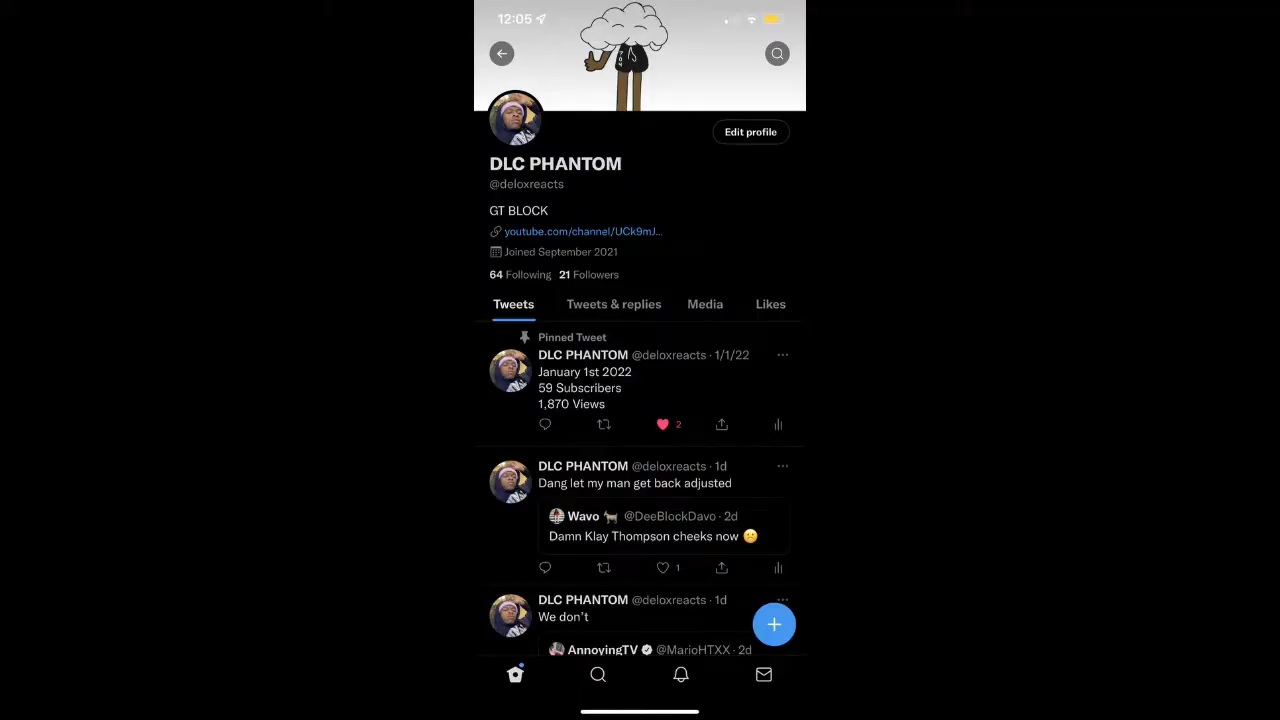 12:05
704
Edit profile
DLC PHANTOM
@deloxreacts
GT BLOCK
youtube.com/channel/UCk9mJ...
Joined September 2021
64 Following 21 Followers
Tweets Tweets & replies Media Likes
Pinned Tweet
DLC PHANTOM @deloxreacts · 1/1/22
January 1st 2022
59 Subscribers
1,870 Views
2
DLC PHANTOM @deloxreacts · 1d
Dang let my man get back adjusted
Wavo 🐐 @DeeBlockDavo · 2d
Damn Klay Thompson cheeks now 🙁
1
DLC PHANTOM @deloxreacts · 1d
We don't
AnnoyingTV @MarioHTXX · 2d